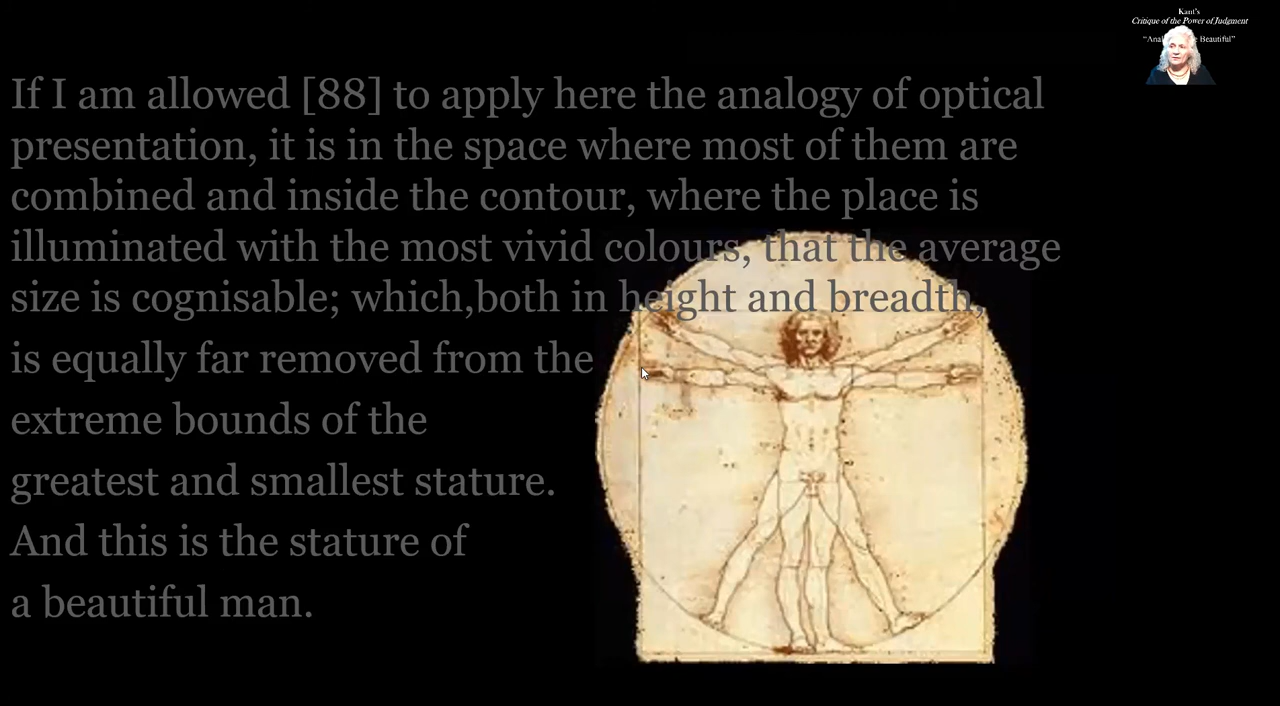 Kant's
Critique of the Power of Judgment
Beautiful”
If I am allowed [88] to apply here the analogy of optical
presentation, it is in the space where most of them are
combined and inside the contour, where the place is
illuminated with the most vivid colours, that the average
size is cognisable; which,both in height and breadth,
is equally far removed from the
extreme bounds of the
greatest and smallest stature.
And this is the stature of
a beautiful man.